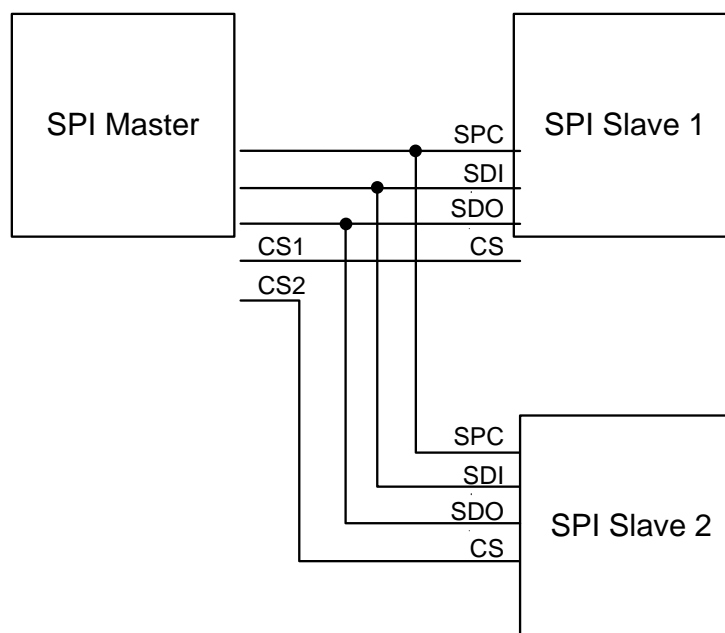 SPI Master
SPI Slave 1
SPC
SDI
SDO
CS1
CS
CS2
SPC
SDI
SDO
CS
SPI Slave 2